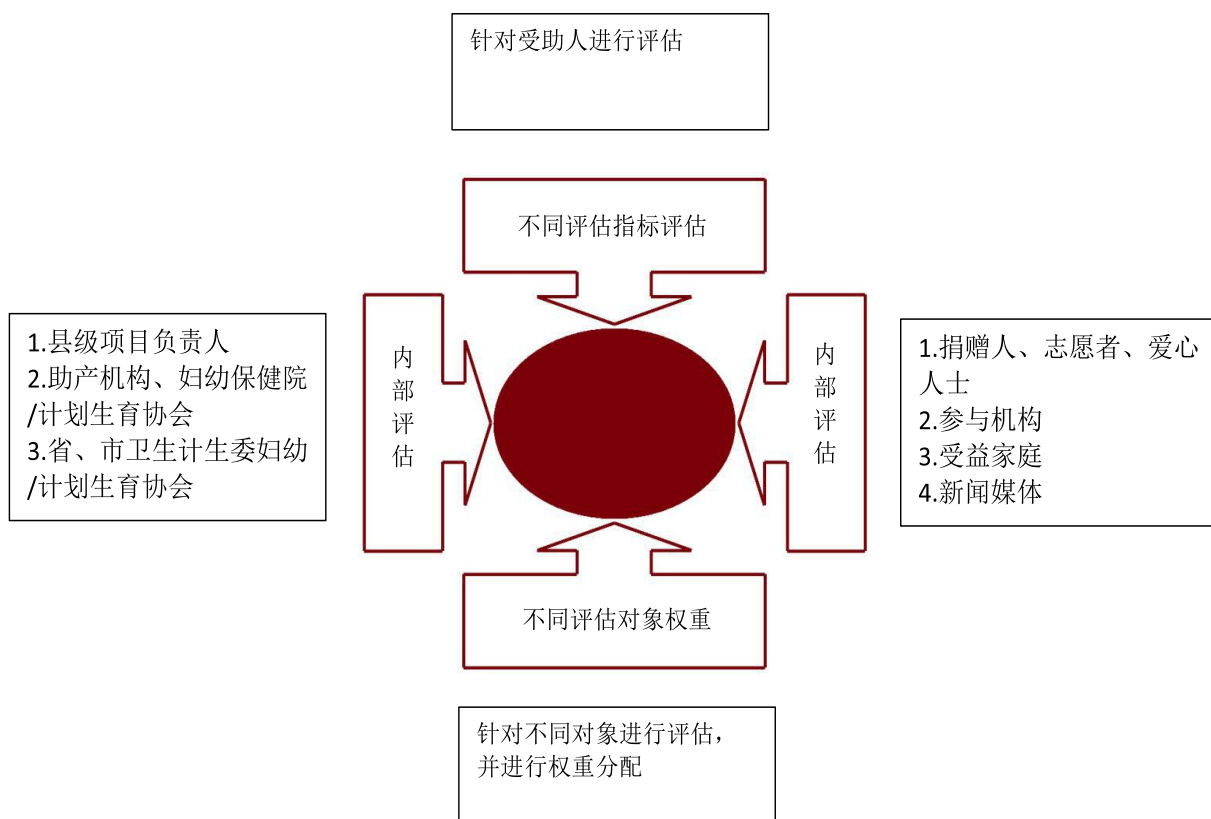 针对受助人进行评估
不同评估指标评估
1.县级项目负责人
2.助产机构、妇幼保健院
/计划生育协会
3.省、市卫生计生委妇幼
/计划生育协会
内部评估
内部评估
1.捐赠人、志愿者、爱心
人士
2.参与机构
3.受益家庭
4.新闻媒体
不同评估对象权重
针对不同对象进行评估，
并进行权重分配